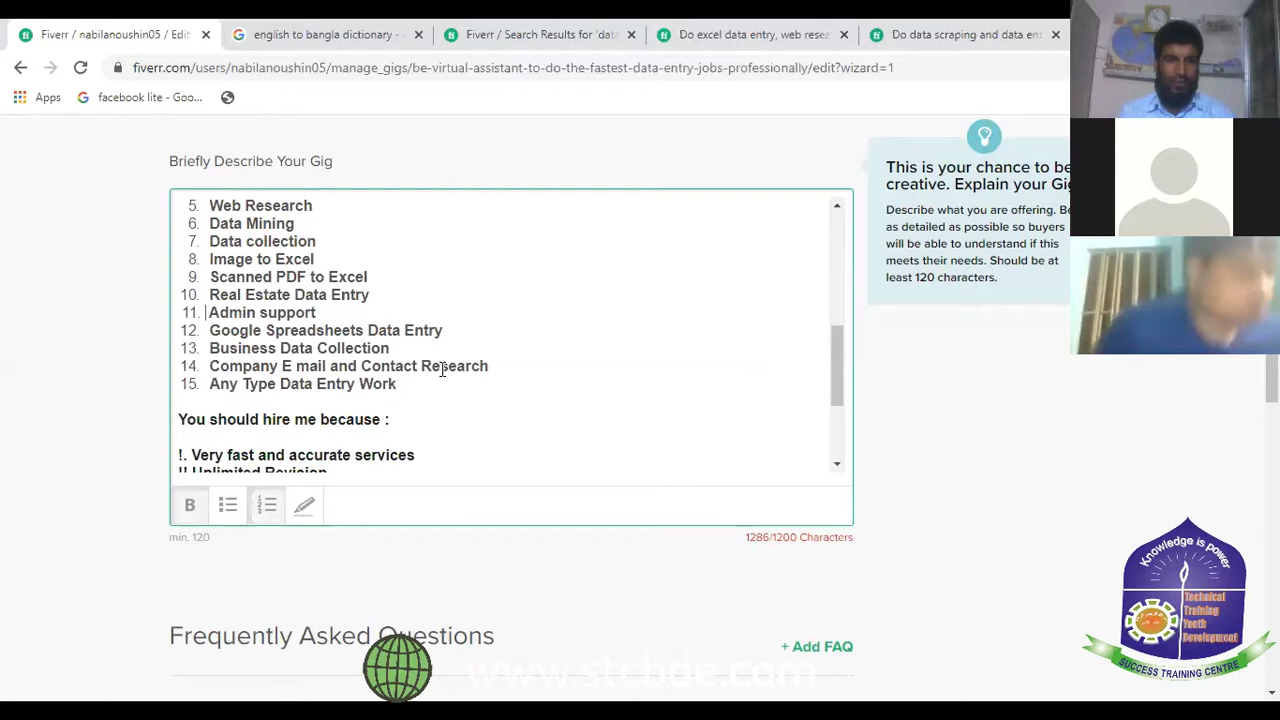 Fiverr / nabilanoushin05 / Edit
english to bangla dictionary -
Fiverr / Search Results for 'data
Do excel data entry, web resea
Do data scraping and data ent
fiverr.com/users/nabilanoushin05/manage_gigs/be-virtual-assistant-to-do-the-fastest-data-entry-jobs-professionally/edit?wizard=1
Apps
facebook lite - Goo...
Briefly Describe Your Gig
5. Web Research
6. Data Mining
7. Data collection
8. Image to Excel
9. Scanned PDF to Excel
10. Real Estate Data Entry
11. Admin support
12. Google Spreadsheets Data Entry
13. Business Data Collection
14. Company E mail and Contact Research
15. Any Type Data Entry Work
You should hire me because :
!. Very fast and accurate services
!! Unlimited Revision
B
min. 120
1286/1200 Characters
This is your chance to be
creative. Explain your Gig
Describe what you are offering. Be
as detailed as possible so buyers
will be able to understand if this
meets their needs. Should be at
least 120 characters.
Frequently Asked Questions
+ Add FAQ
www.stcbde.com
Knowledge is power
Technical
Training
Youth
Development
SUCCESS TRAINING CENTRE